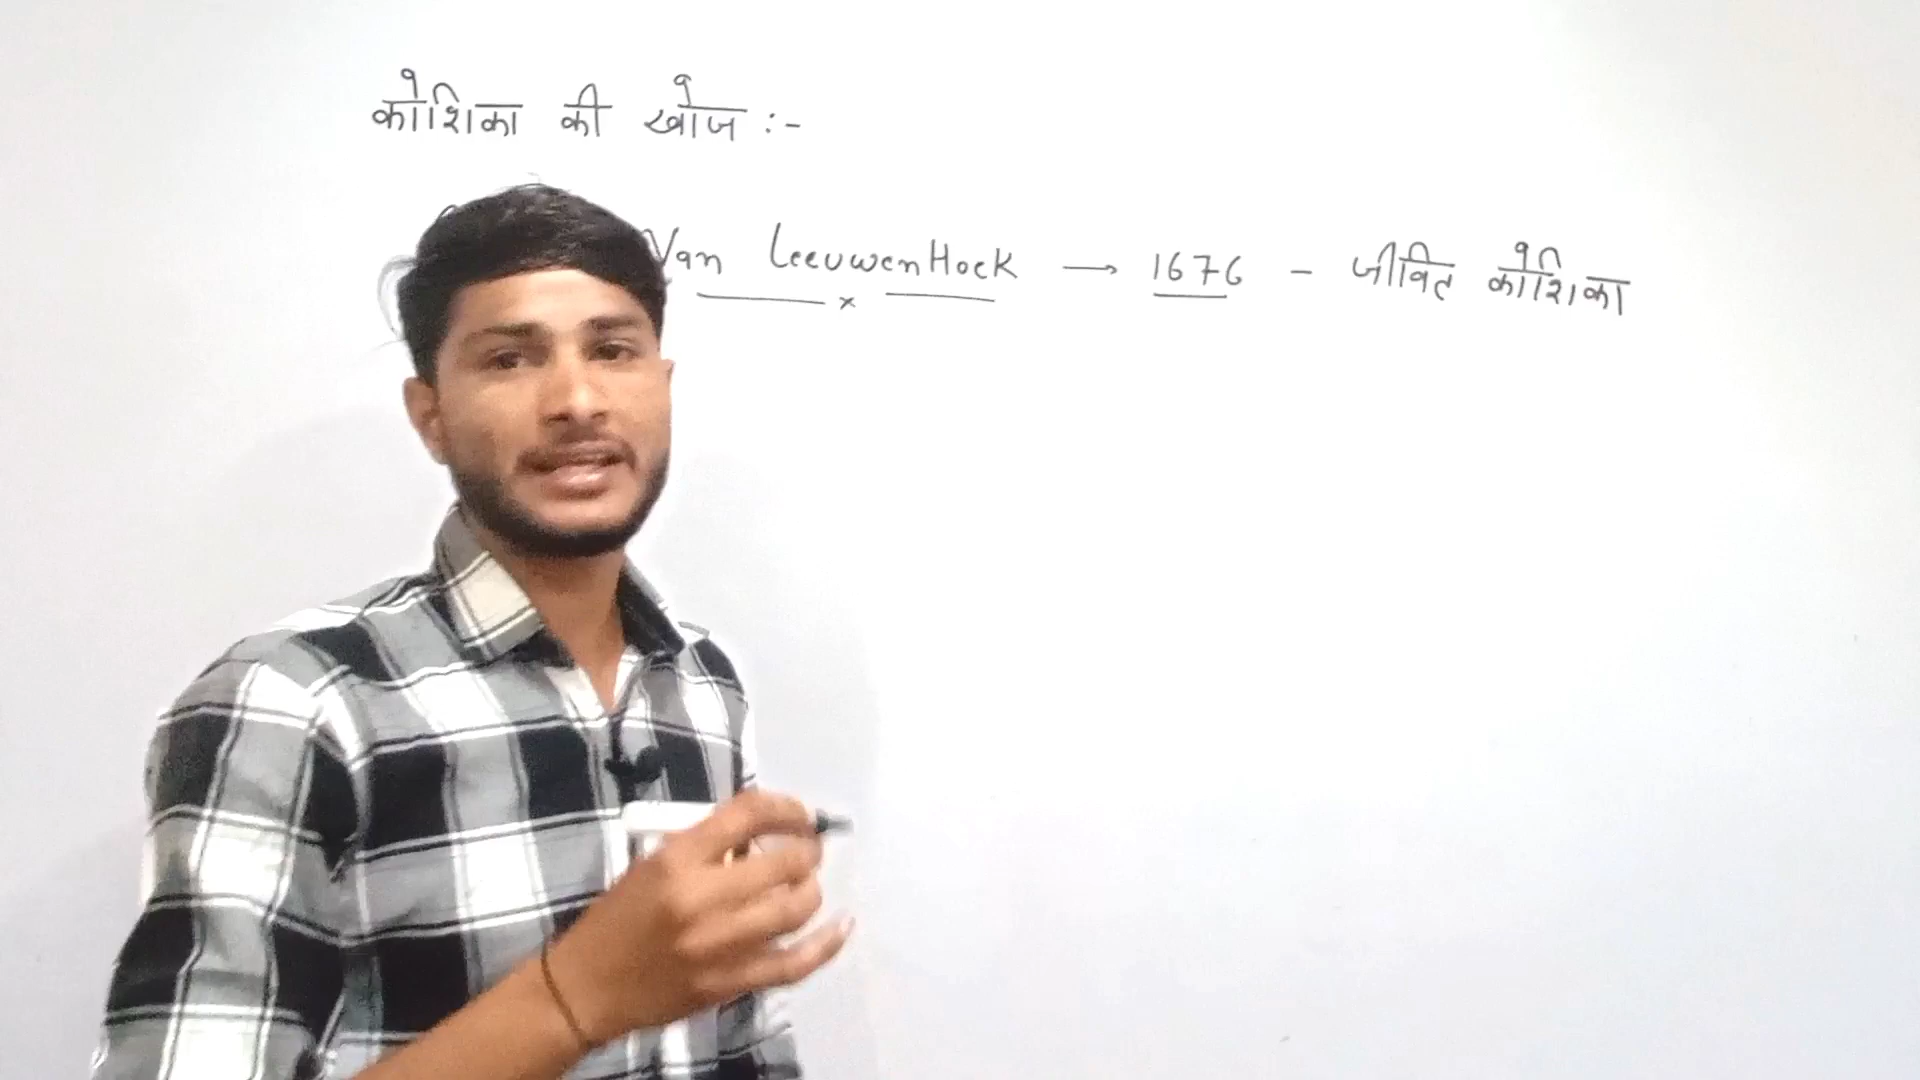 कोशिका की खोज :-
Van LeeuwenHock → 1676 - जीवित कोशिका